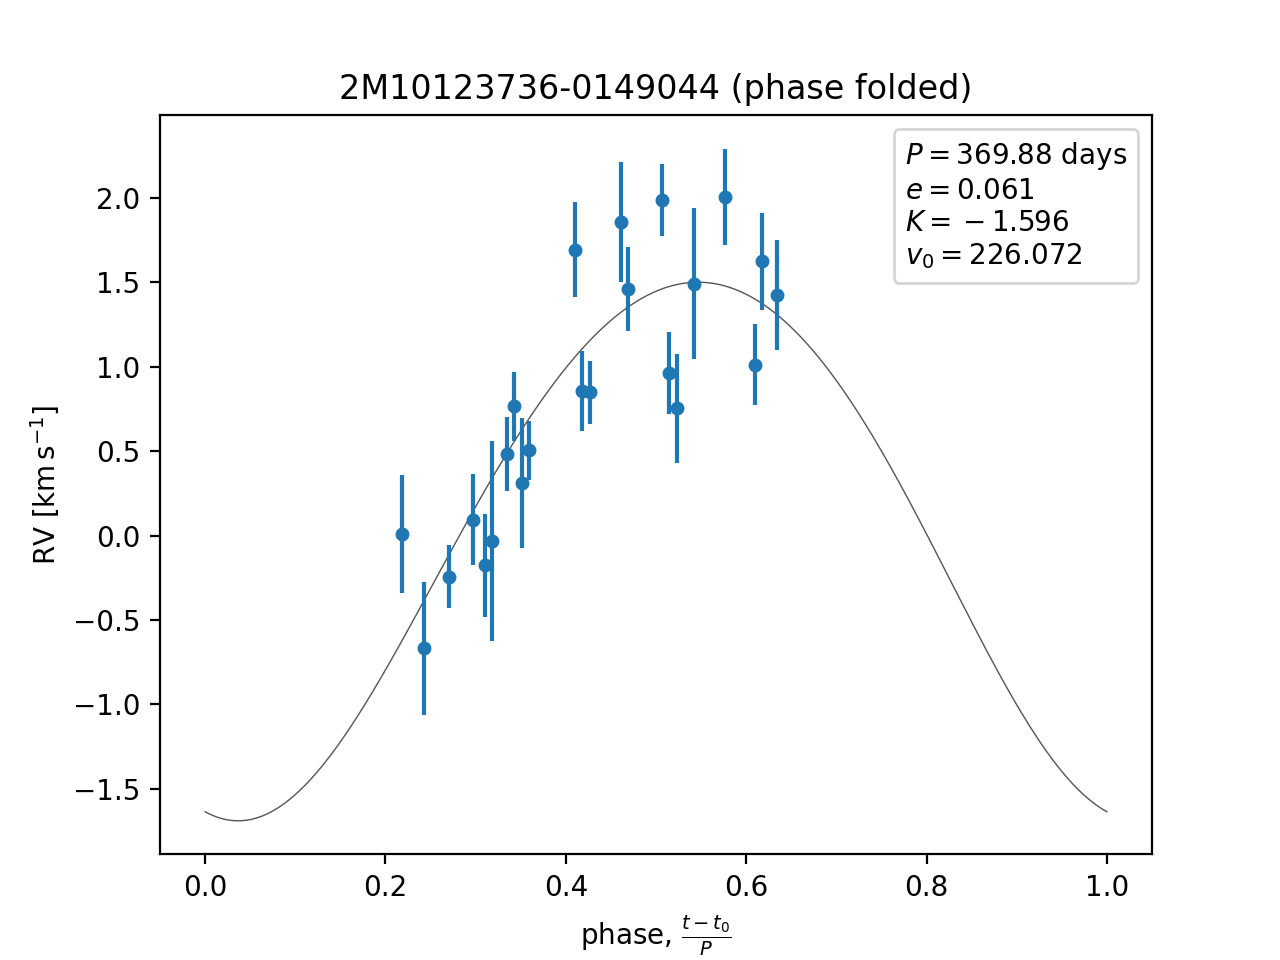 2M10123736-0149044 (phase folded)
P = 369.88 days
e = 0.061
K = −1.596
v₀ = 226.072
RV [km s⁻¹]
2.0
1.5
1.0
0.5
0.0
−0.5
−1.0
−1.5
0.0 0.2 0.4 0.6 0.8 1.0
phase, (t − t₀)/P